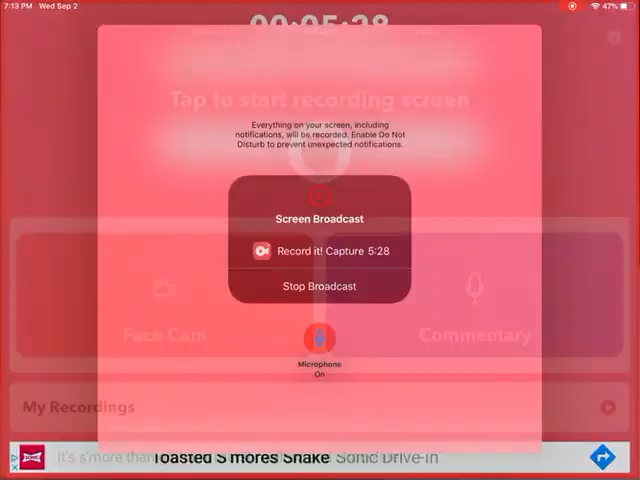 7:13 PM Wed Sep 2
47%
00:05:28
Tap to start recording screen
Everything on your screen, including
notifications, will be recorded. Enable Do Not
Disturb to prevent unexpected notifications.
Screen Broadcast
Record it! Capture 5:28
Stop Broadcast
Face Cam
Commentary
Microphone
On
My Recordings
SONIC
It's s'more than
Toasted S'mores Shake Sonic Drive-In